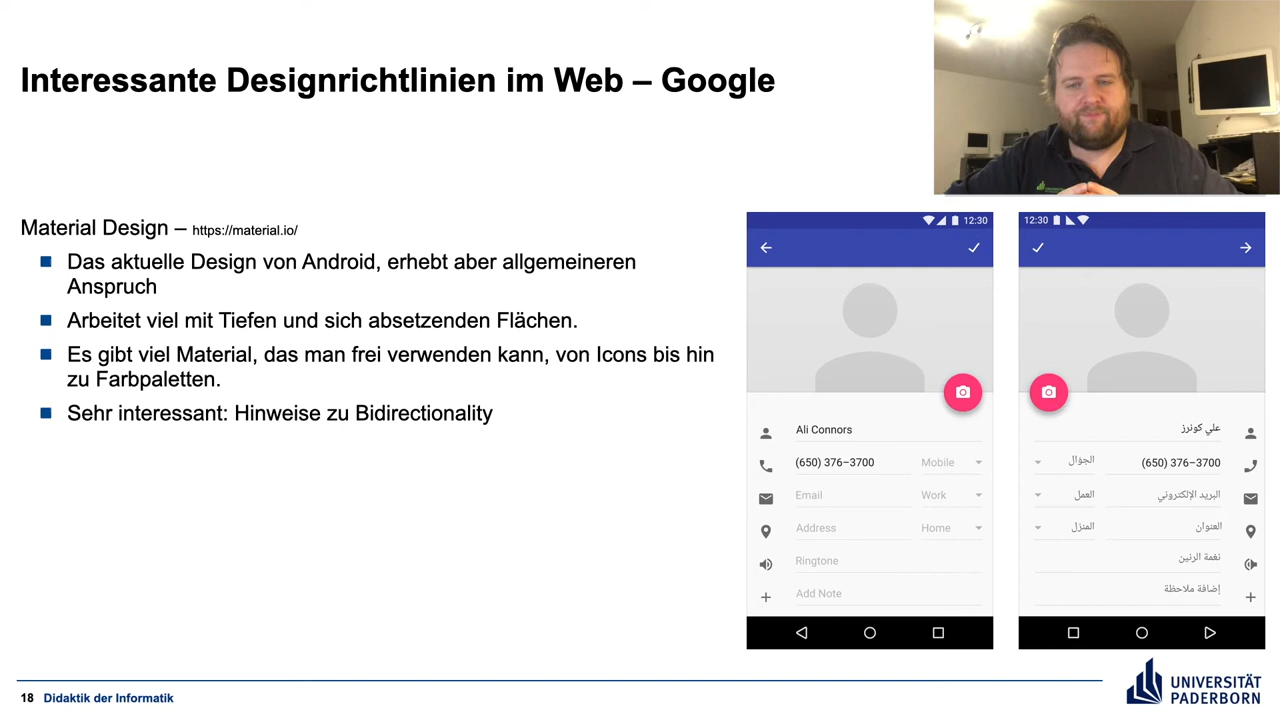 Interessante Designrichtlinien im Web – Google
Material Design – https://material.io/
Das aktuelle Design von Android, erhebt aber allgemeineren
Anspruch
Arbeitet viel mit Tiefen und sich absetzenden Flächen.
Es gibt viel Material, das man frei verwenden kann, von Icons bis hin
zu Farbpaletten.
Sehr interessant: Hinweise zu Bidirectionality
12:30
Ali Connors
(650) 376–3700 Mobile
Email Work
Address Home
Ringtone
Add Note
12:30
علي كونرز
(650) 376–3700 الجؤال
البريد الإلكتروني العمل
العنوان المنزل
نغمة الرنين
إضافة ملاحظة
18 Didaktik der Informatik
UNIVERSITÄT
PADERBORN